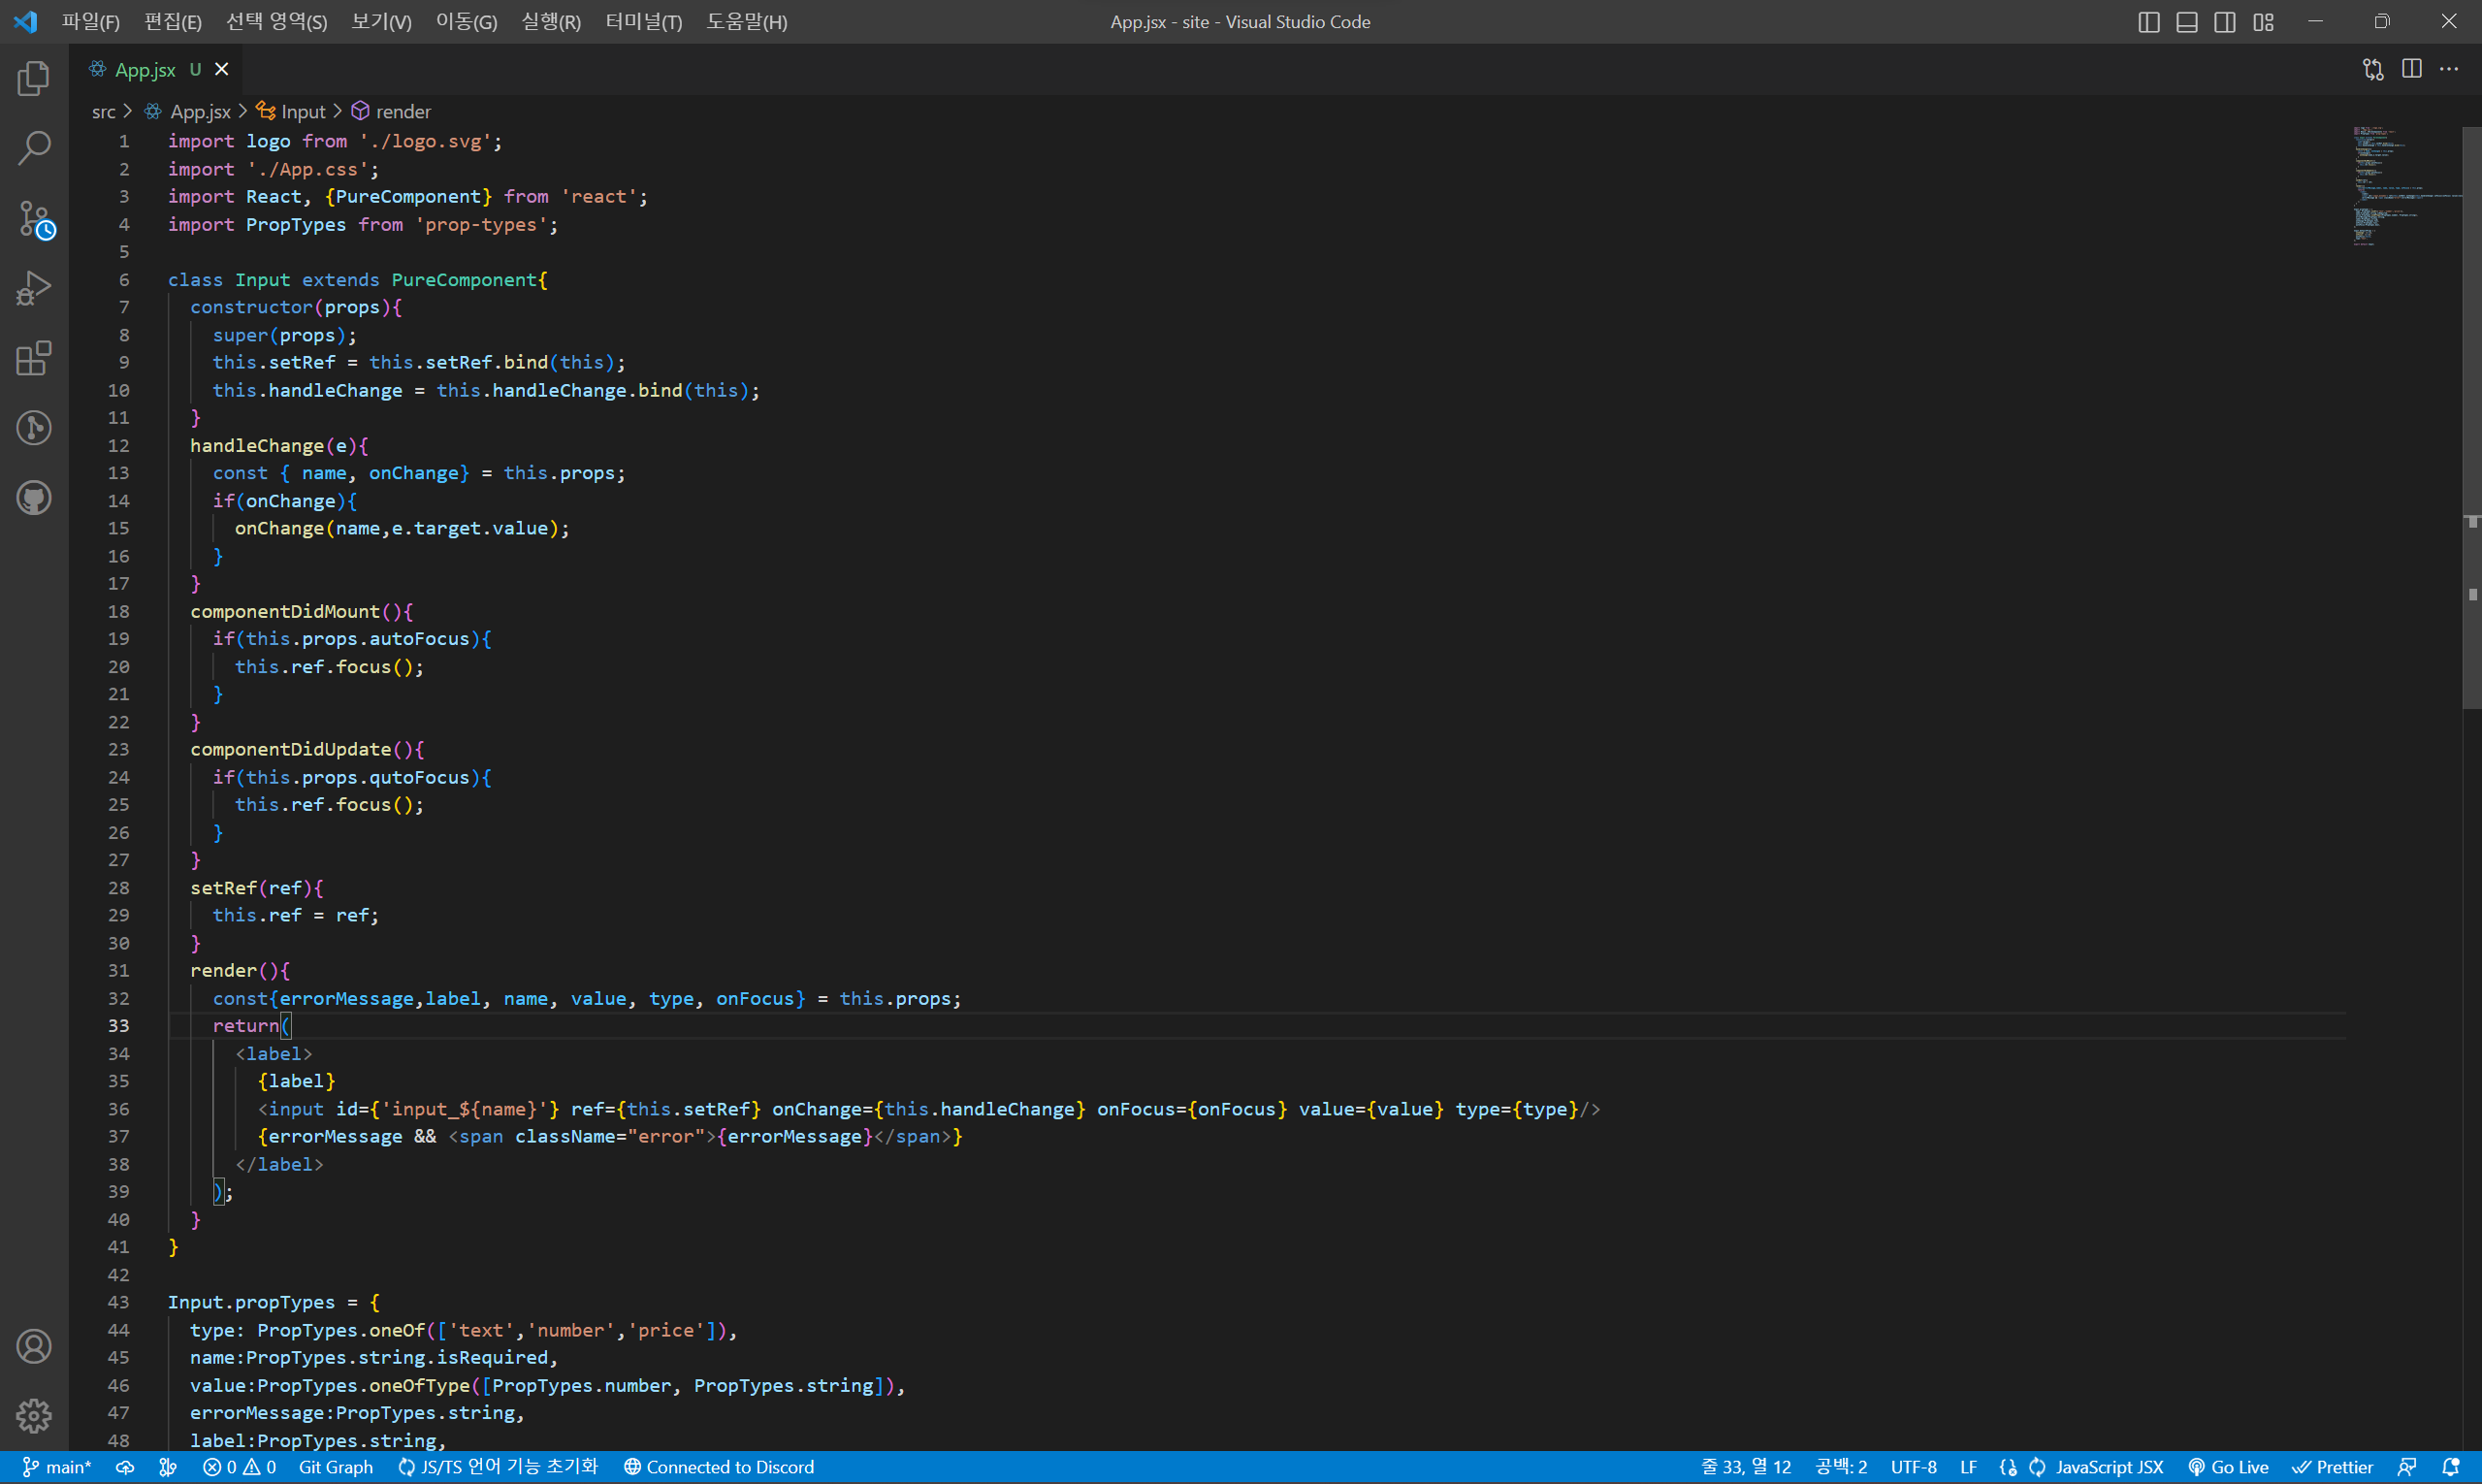 파일(F) 편집(E) 선택 영역(S) 보기(V) 이동(G) 실행(R) 터미널(T) 도움말(H) App.jsx - site - Visual Studio Code
App.jsx U
src > App.jsx > Input > render
1 import logo from './logo.svg';
2 import './App.css';
3 import React, {PureComponent} from 'react';
4 import PropTypes from 'prop-types';
5
6 class Input extends PureComponent{
7 constructor(props){
8 super(props);
9 this.setRef = this.setRef.bind(this);
10 this.handleChange = this.handleChange.bind(this);
11 }
12 handleChange(e){
13 const { name, onChange} = this.props;
14 if(onChange){
15 onChange(name,e.target.value);
16 }
17 }
18 componentDidMount(){
19 if(this.props.autoFocus){
20 this.ref.focus();
21 }
22 }
23 componentDidUpdate(){
24 if(this.props.qutoFocus){
25 this.ref.focus();
26 }
27 }
28 setRef(ref){
29 this.ref = ref;
30 }
31 render(){
32 const{errorMessage,label, name, value, type, onFocus} = this.props;
33 return(
34 <label>
35 {label}
36 <input id={'input_${name}'} ref={this.setRef} onChange={this.handleChange} onFocus={onFocus} value={value} type={type}/>
37 {errorMessage && <span className="error">{errorMessage}</span>}
38 </label>
39 );
40 }
41 }
42
43 Input.propTypes = {
44 type: PropTypes.oneOf(['text','number','price']),
45 name:PropTypes.string.isRequired,
46 value:PropTypes.oneOfType([PropTypes.number, PropTypes.string]),
47 errorMessage:PropTypes.string,
48 label:PropTypes.string,
main* 0 0 Git Graph JS/TS 언어 기능 초기화 Connected to Discord 줄 33, 열 12 공백: 2 UTF-8 LF JavaScript JSX Go Live Prettier